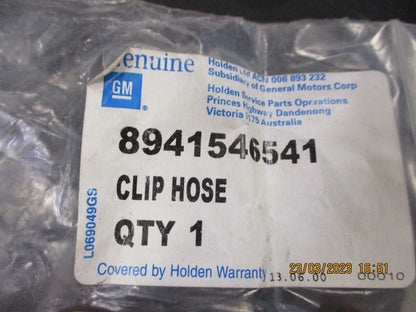 Genuine
Holden Ltd ACN 006 893 232
Subsidiary of General Motors Corp
GM
Holden Service Parts Operations
Princes Highway Dandenong
Victoria 3175 Australia
8941546541
CLIP HOSE
QTY 1
L069049GS
Covered by Holden Warranty
13.06.00
00010
23/03/2023 16:51